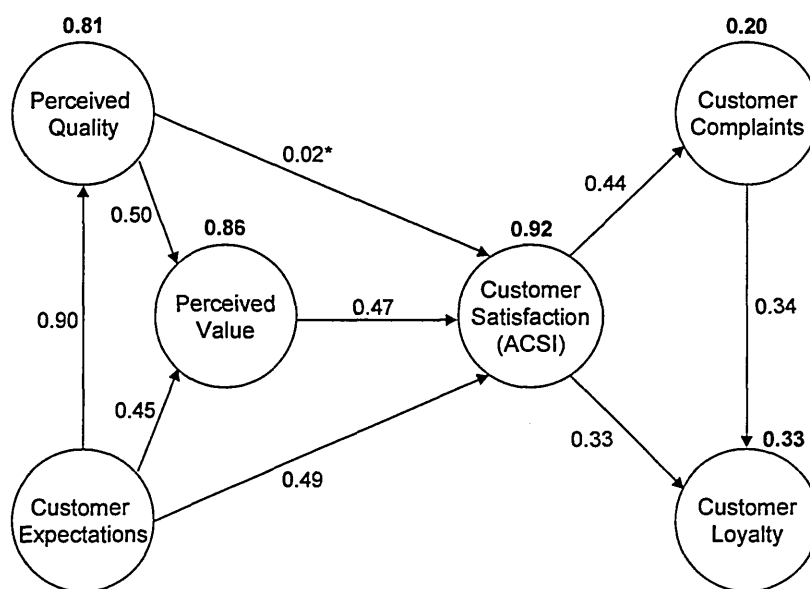 0.81
Perceived
Quality
0.20
Customer
Complaints
0.02*
0.44
0.50
0.86
Perceived
Value
0.92
Customer
Satisfaction
(ACSI)
0.47
0.90
0.34
0.45
0.49
0.33
0.33
Customer
Expectations
Customer
Loyalty